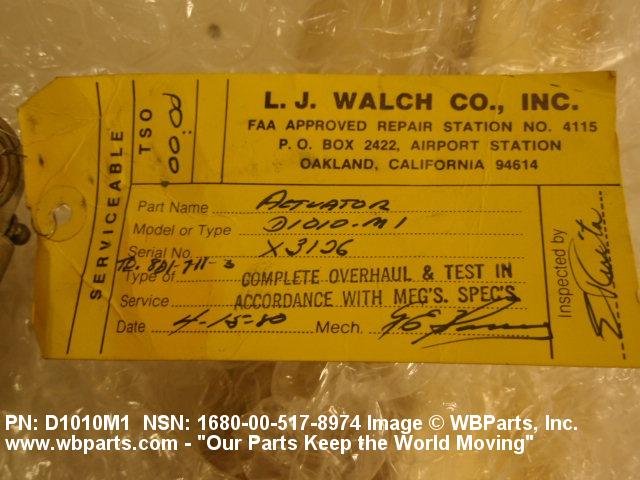 L. J. WALCH CO., INC.
FAA APPROVED REPAIR STATION NO. 4115
P. O. BOX 2422, AIRPORT STATION
OAKLAND, CALIFORNIA 94614
SERVICEABLE
TSO
Part Name ACTUATOR
Model or Type D1010-M1
Serial No. X3126
Type of COMPLETE OVERHAUL & TEST IN
Service ACCORDANCE WITH MFG'S. SPEC'S
Date 4-15-80 Mech.
Inspected by
PN: D1010M1 NSN: 1680-00-517-8974 Image © WBParts, Inc.
www.wbparts.com - "Our Parts Keep the World Moving"